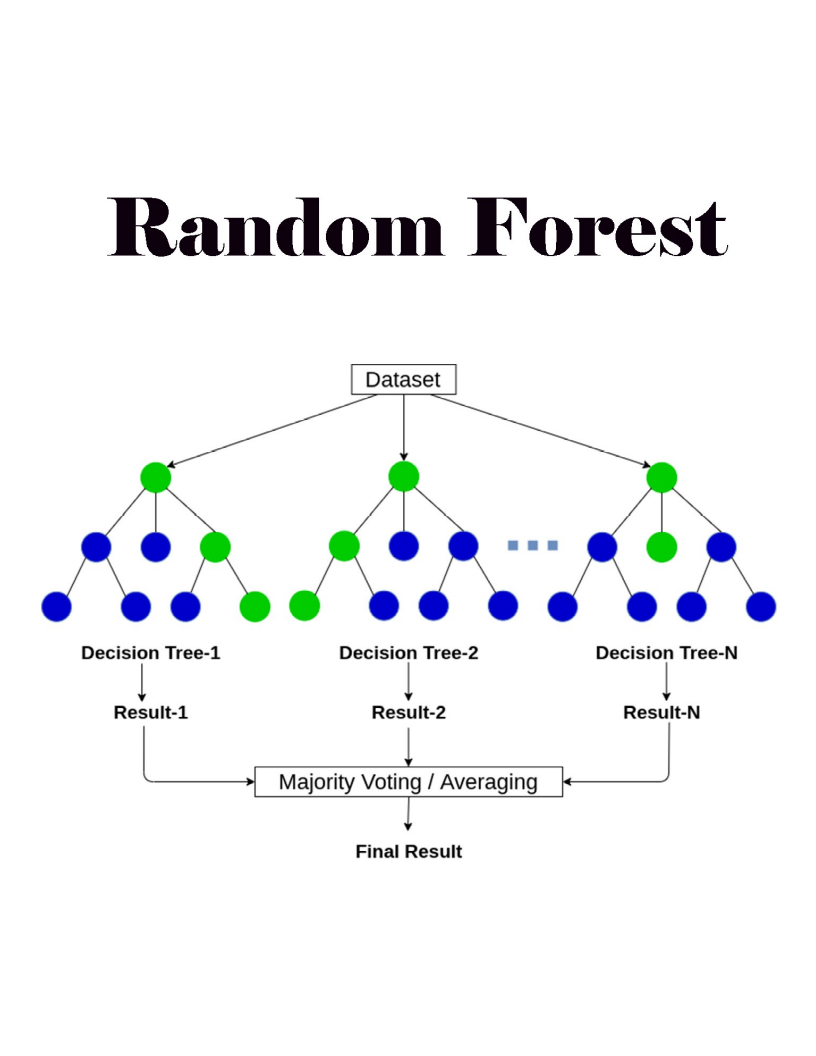 Random Forest
Dataset
Decision Tree-1
Decision Tree-2
Decision Tree-N
Result-1
Result-2
Result-N
Majority Voting / Averaging
Final Result